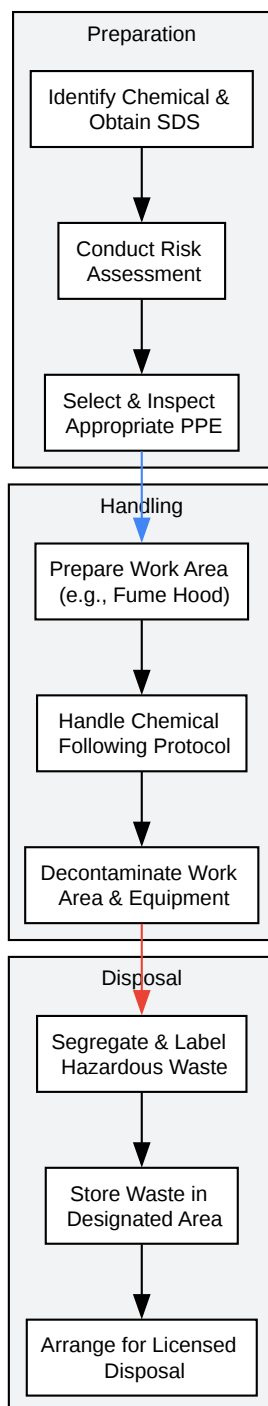 Preparation
Identify Chemical &
Obtain SDS
Conduct Risk
Assessment
Select & Inspect
Appropriate PPE
Handling
Prepare Work Area
(e.g., Fume Hood)
Handle Chemical
Following Protocol
Decontaminate Work
Area & Equipment
Disposal
Segregate & Label
Hazardous Waste
Store Waste in
Designated Area
Arrange for Licensed
Disposal